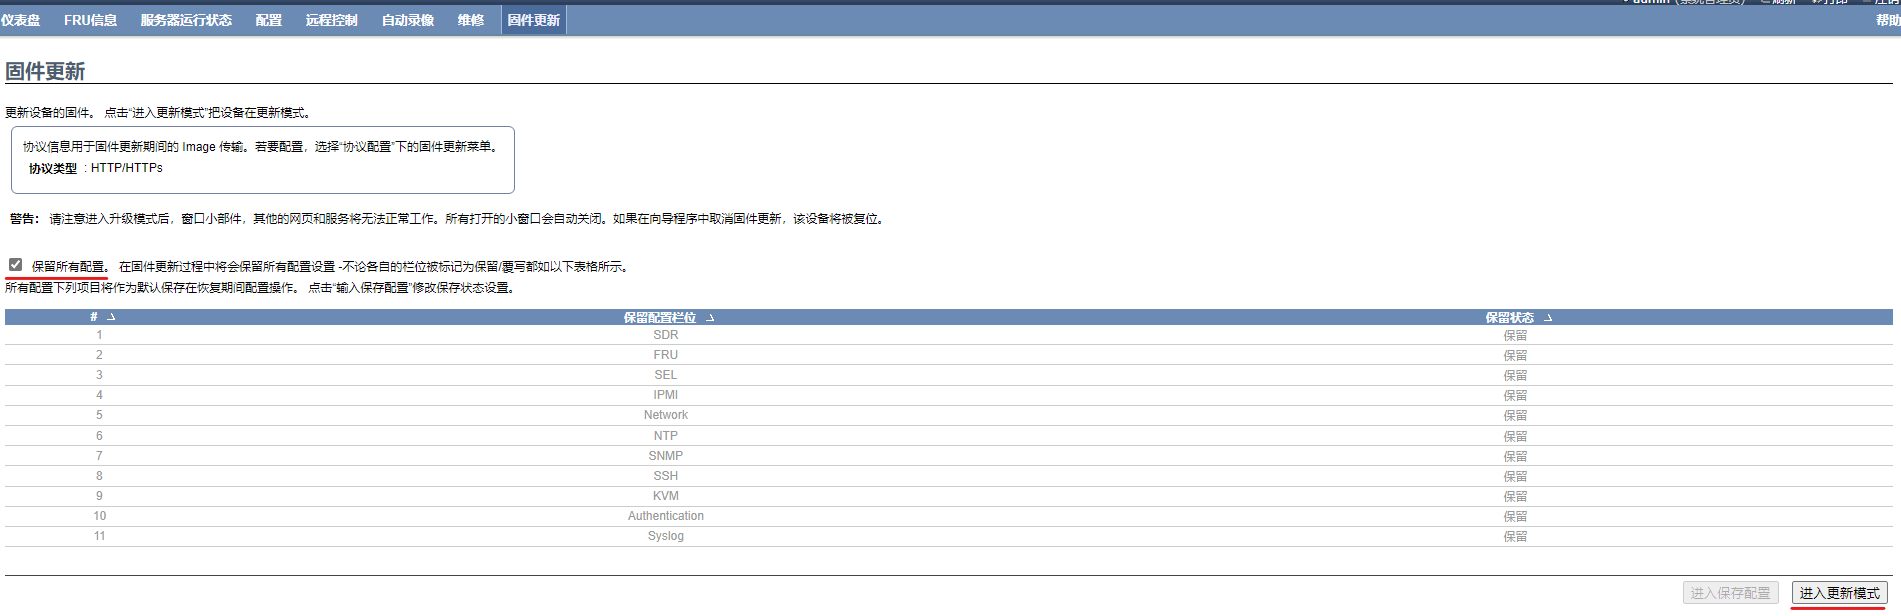 admin (系统管理员) 刷新 打印 注销
仪表盘 FRU信息 服务器运行状态 配置 远程控制 自动录像 维修 固件更新 帮助
固件更新
更新设备的固件。 点击“进入更新模式”把设备在更新模式。
协议信息用于固件更新期间的 Image 传输。若要配置，选择“协议配置”下的固件更新菜单。
协议类型 : HTTP/HTTPs
警告： 请注意进入升级模式后，窗口小部件，其他的网页和服务将无法正常工作。所有打开的小窗口会自动关闭。如果在向导程序中取消固件更新，该设备将被复位。
保留所有配置。 在固件更新过程中将会保留所有配置设置 -不论各自的栏位被标记为保留/覆写都如以下表格所示。
所有配置下列项目将作为默认保存在恢复期间配置操作。 点击“输入保存配置”修改保存状态设置。
# 保留配置栏位 保留状态
1 SDR 保留
2 FRU 保留
3 SEL 保留
4 IPMI 保留
5 Network 保留
6 NTP 保留
7 SNMP 保留
8 SSH 保留
9 KVM 保留
10 Authentication 保留
11 Syslog 保留
进入保存配置 进入更新模式